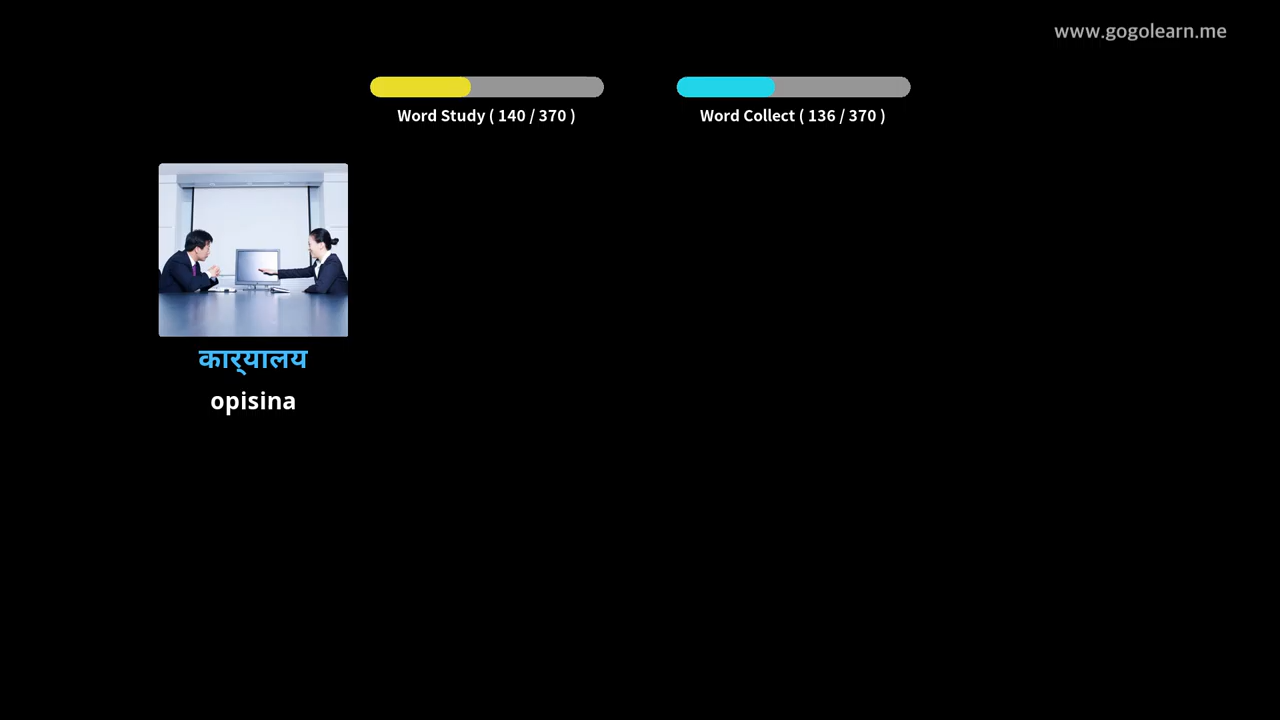 www.gogolearn.me
Word Study ( 140 / 370 )
Word Collect ( 136 / 370 )
कार्‍यालय
opisina